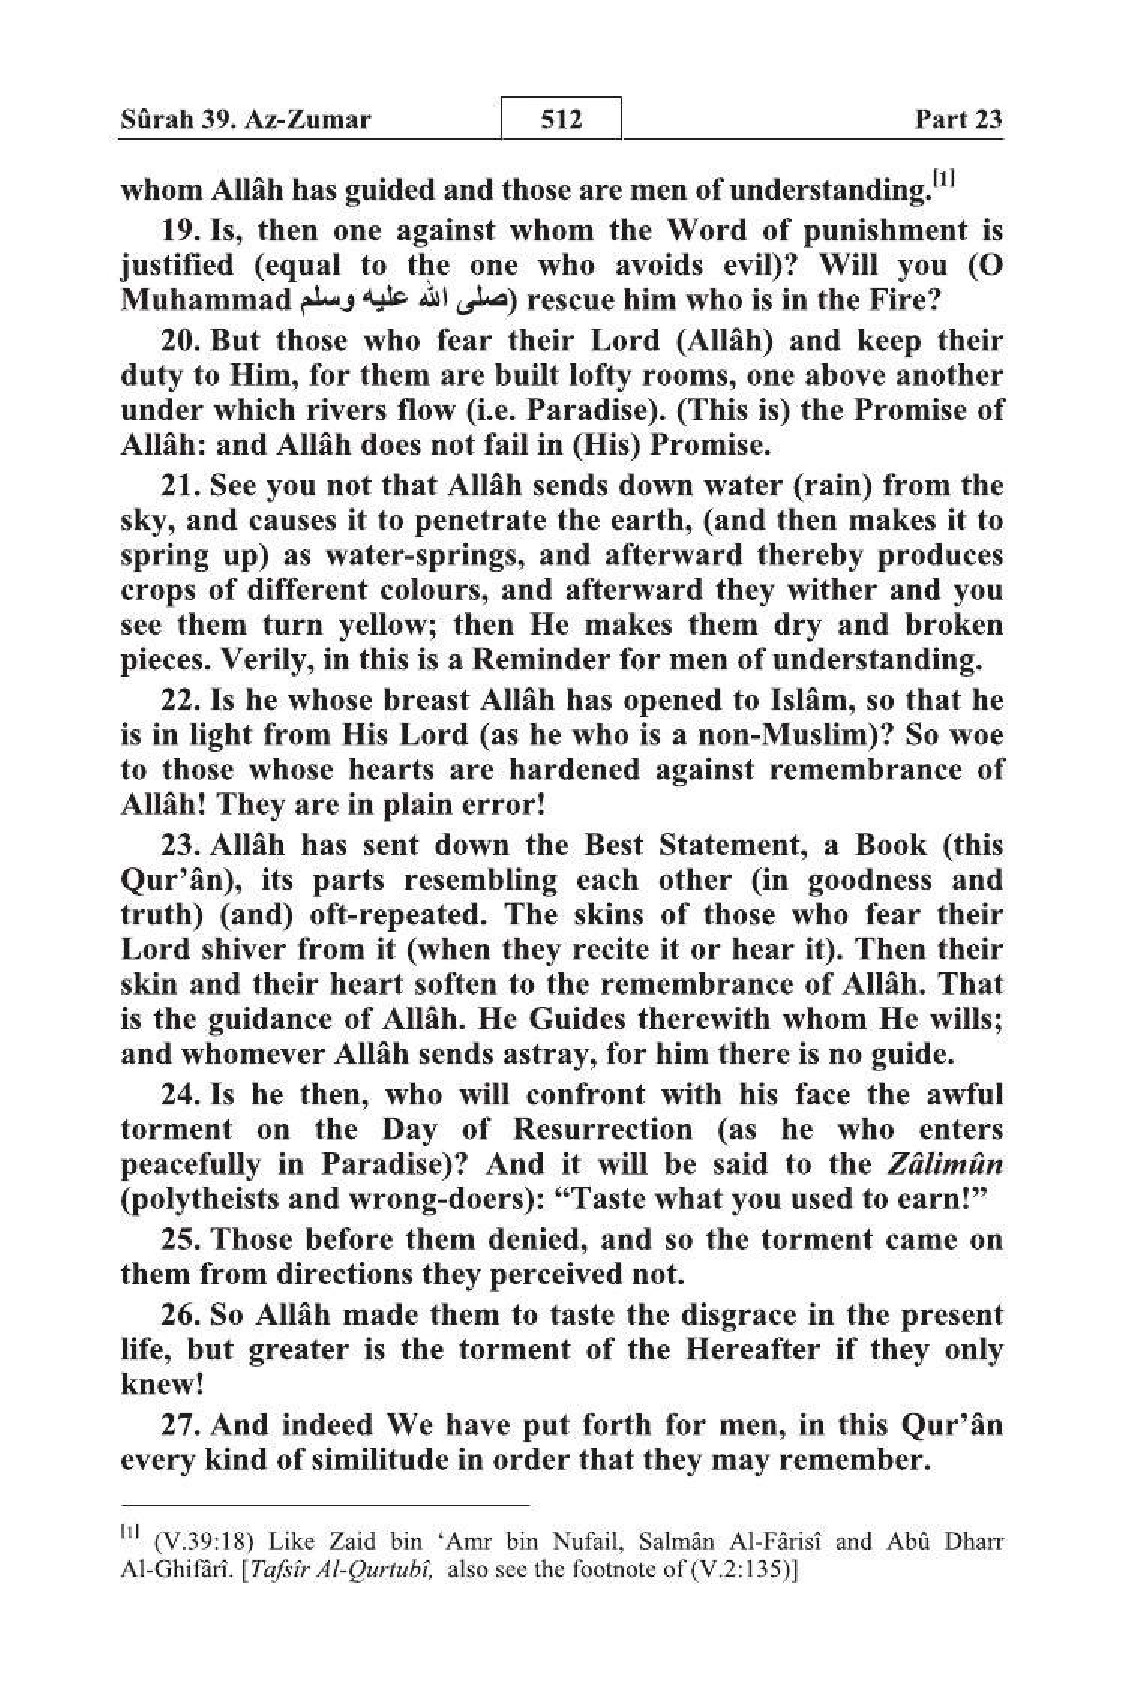 Sûrah 39. Az-Zumar 512 Part 23
whom Allâh has guided and those are men of understanding.[1]
19. Is, then one against whom the Word of punishment is
justified (equal to the one who avoids evil)? Will you (O
Muhammad صلى الله عليه وسلم) rescue him who is in the Fire?
20. But those who fear their Lord (Allâh) and keep their
duty to Him, for them are built lofty rooms, one above another
under which rivers flow (i.e. Paradise). (This is) the Promise of
Allâh: and Allâh does not fail in (His) Promise.
21. See you not that Allâh sends down water (rain) from the
sky, and causes it to penetrate the earth, (and then makes it to
spring up) as water-springs, and afterward thereby produces
crops of different colours, and afterward they wither and you
see them turn yellow; then He makes them dry and broken
pieces. Verily, in this is a Reminder for men of understanding.
22. Is he whose breast Allâh has opened to Islâm, so that he
is in light from His Lord (as he who is a non-Muslim)? So woe
to those whose hearts are hardened against remembrance of
Allâh! They are in plain error!
23. Allâh has sent down the Best Statement, a Book (this
Qur’ân), its parts resembling each other (in goodness and
truth) (and) oft-repeated. The skins of those who fear their
Lord shiver from it (when they recite it or hear it). Then their
skin and their heart soften to the remembrance of Allâh. That
is the guidance of Allâh. He Guides therewith whom He wills;
and whomever Allâh sends astray, for him there is no guide.
24. Is he then, who will confront with his face the awful
torment on the Day of Resurrection (as he who enters
peacefully in Paradise)? And it will be said to the Zâlimûn
(polytheists and wrong-doers): “Taste what you used to earn!”
25. Those before them denied, and so the torment came on
them from directions they perceived not.
26. So Allâh made them to taste the disgrace in the present
life, but greater is the torment of the Hereafter if they only
knew!
27. And indeed We have put forth for men, in this Qur’ân
every kind of similitude in order that they may remember.
[1] (V.39:18) Like Zaid bin ‘Amr bin Nufail, Salmân Al-Fârisî and Abû Dharr
Al-Ghifârî. [Tafsîr Al-Qurtubî, also see the footnote of (V.2:135)]